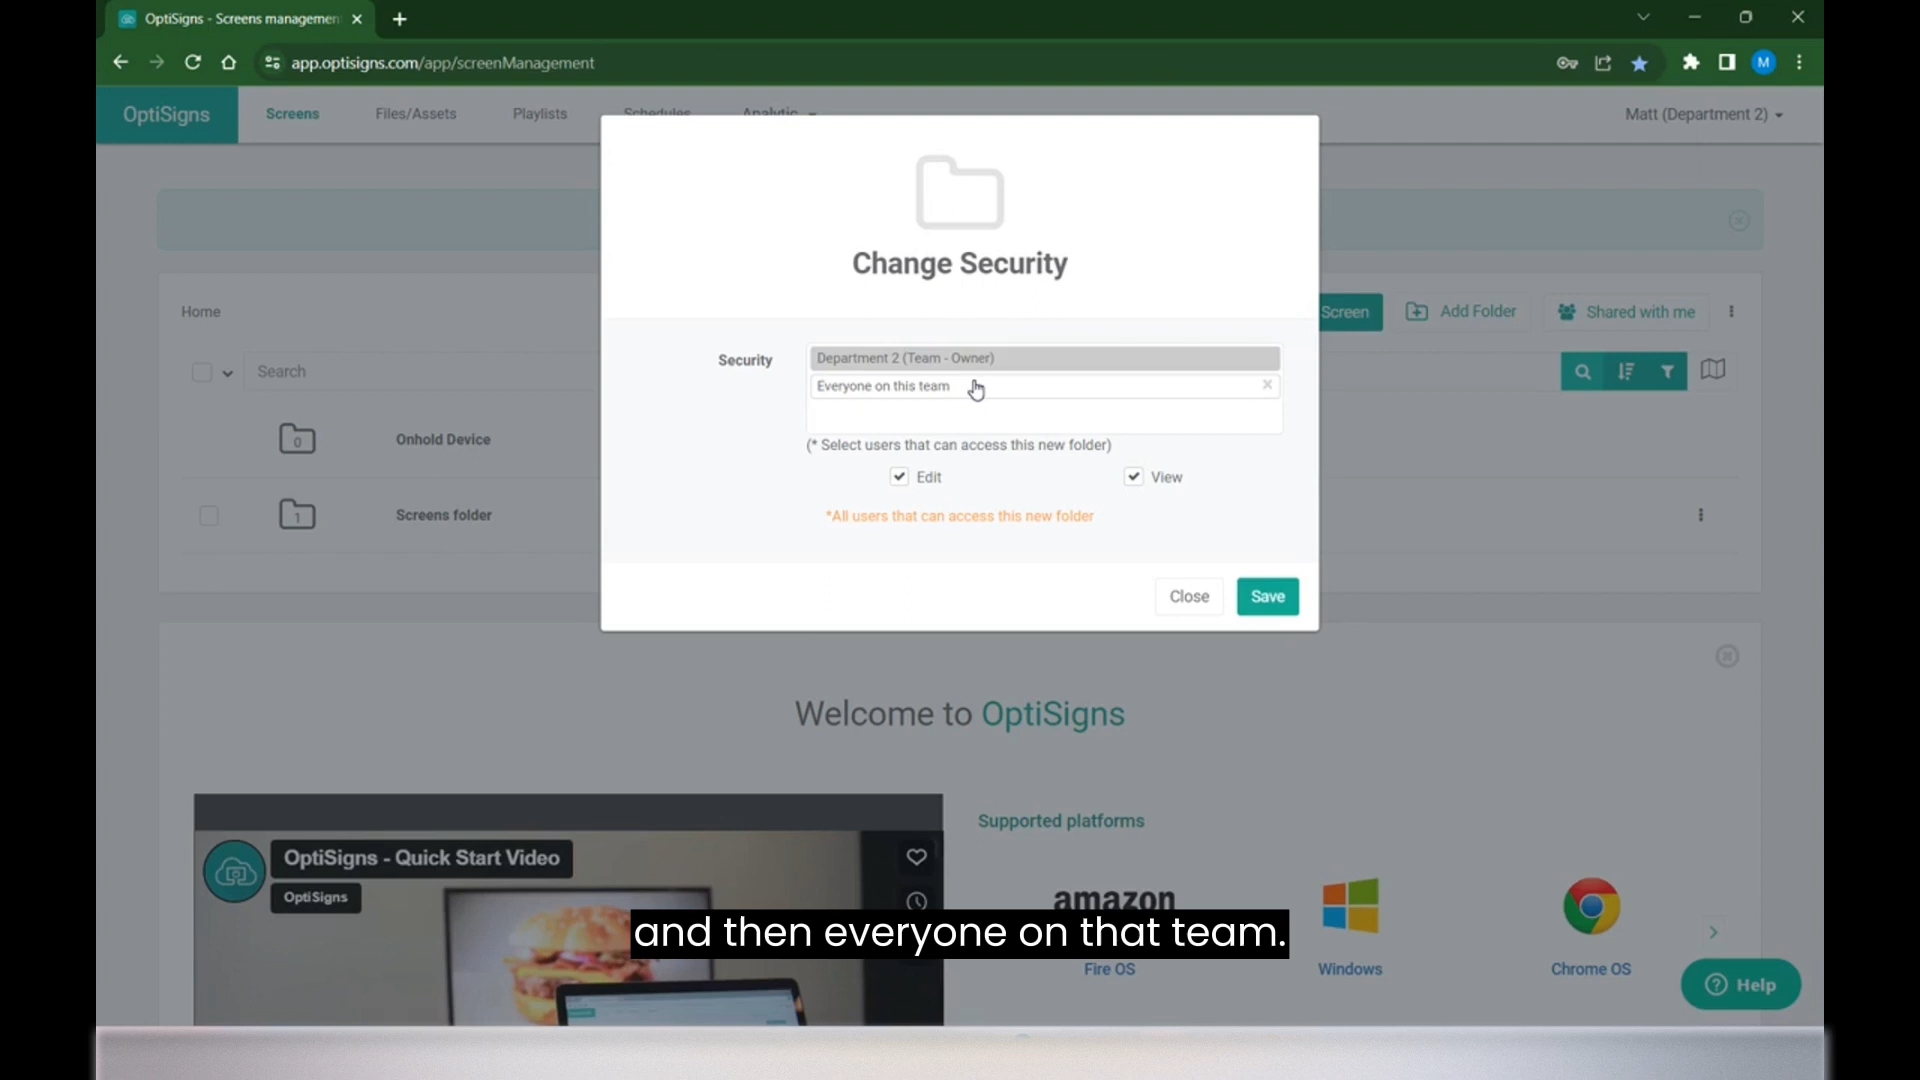 OptiSigns - Screens managemen
app.optisigns.com/app/screenManagement
M
OptiSigns
Screens
Files/Assets
Playlists
Schedules
Analytic
Matt (Department 2)
Change Security
Home
Screen
Add Folder
Shared with me
Security
Department 2 (Team - Owner)
Everyone on this team
Search
(* Select users that can access this new folder)
0
Onhold Device
Edit
View
1
Screens folder
*All users that can access this new folder
Close
Save
Welcome to OptiSigns
Supported platforms
OptiSigns - Quick Start Video
OptiSigns
amazon
and then everyone on that team.
Fire OS
Windows
Chrome OS
Help